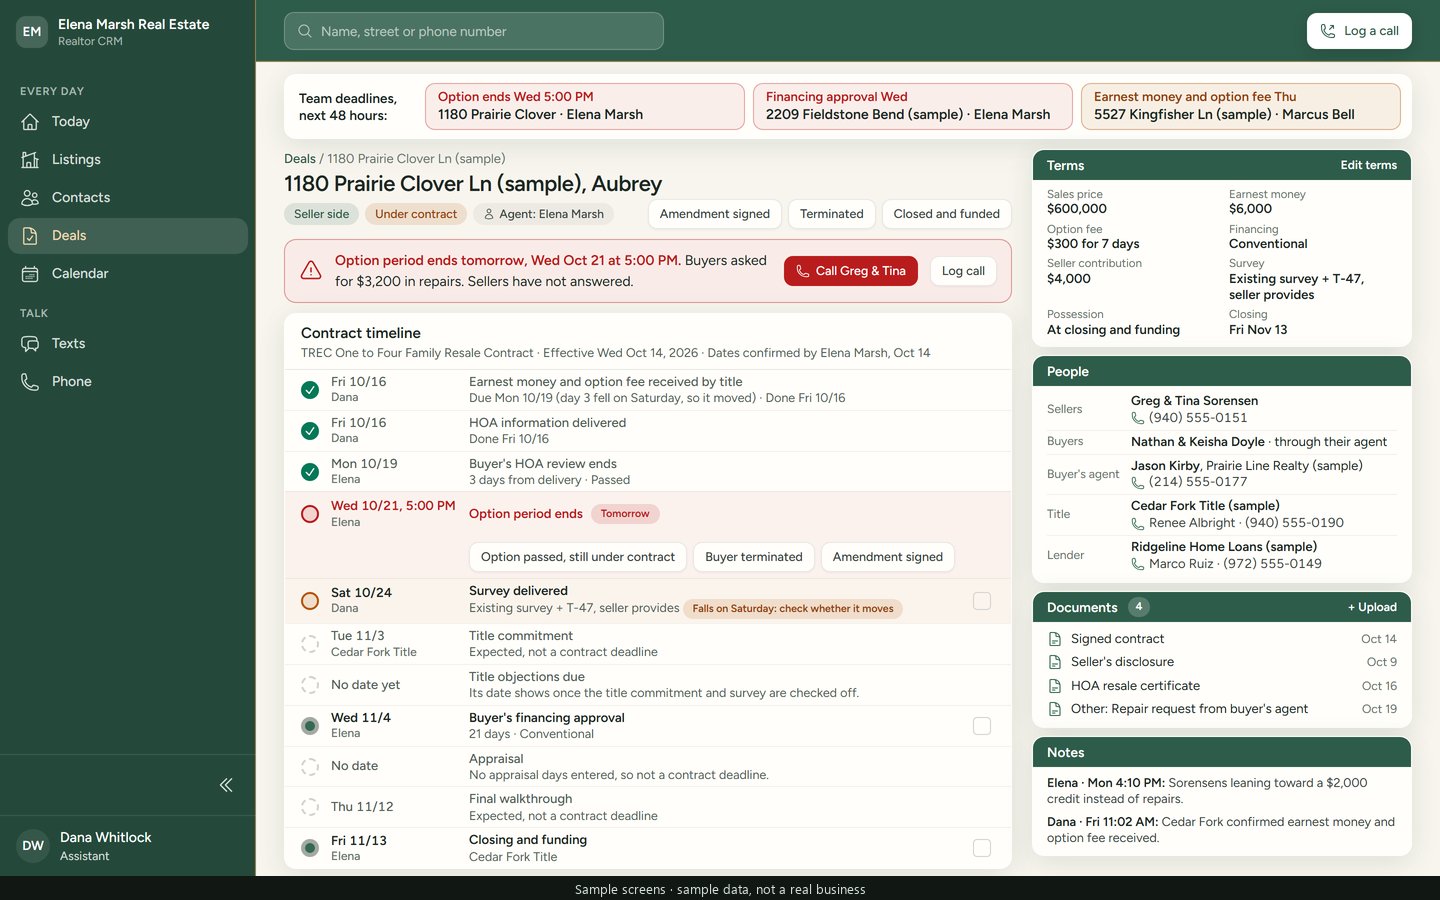 EM
Elena Marsh Real Estate
Realtor CRM
EVERY DAY
Today
Listings
Contacts
Deals
Calendar
TALK
Texts
Phone
DW
Dana Whitlock
Assistant
Name, street or phone number
Log a call
Team deadlines,
next 48 hours:
Option ends Wed 5:00 PM
1180 Prairie Clover · Elena Marsh
Financing approval Wed
2209 Fieldstone Bend (sample) · Elena Marsh
Earnest money and option fee Thu
5527 Kingfisher Ln (sample) · Marcus Bell
Deals / 1180 Prairie Clover Ln (sample)
1180 Prairie Clover Ln (sample), Aubrey
Seller side
Under contract
Agent: Elena Marsh
Amendment signed
Terminated
Closed and funded
Option period ends tomorrow, Wed Oct 21 at 5:00 PM. Buyers asked
for $3,200 in repairs. Sellers have not answered.
Call Greg & Tina
Log call
Contract timeline
TREC One to Four Family Resale Contract · Effective Wed Oct 14, 2026 · Dates confirmed by Elena Marsh, Oct 14
Fri 10/16
Dana
Earnest money and option fee received by title
Due Mon 10/19 (day 3 fell on Saturday, so it moved) · Done Fri 10/16
Fri 10/16
Dana
HOA information delivered
Done Fri 10/16
Mon 10/19
Elena
Buyer's HOA review ends
3 days from delivery · Passed
Wed 10/21, 5:00 PM
Elena
Option period ends
Tomorrow
Option passed, still under contract
Buyer terminated
Amendment signed
Sat 10/24
Dana
Survey delivered
Existing survey + T-47, seller provides
Falls on Saturday: check whether it moves
Tue 11/3
Cedar Fork Title
Title commitment
Expected, not a contract deadline
No date yet
Title objections due
Its date shows once the title commitment and survey are checked off.
Wed 11/4
Elena
Buyer's financing approval
21 days · Conventional
No date
Appraisal
No appraisal days entered, so not a contract deadline.
Thu 11/12
Final walkthrough
Expected, not a contract deadline
Fri 11/13
Elena
Closing and funding
Cedar Fork Title
Terms
Edit terms
Sales price
$600,000
Earnest money
$6,000
Option fee
$300 for 7 days
Financing
Conventional
Seller contribution
$4,000
Survey
Existing survey + T-47,
seller provides
Possession
At closing and funding
Closing
Fri Nov 13
People
Sellers
Greg & Tina Sorensen
(940) 555-0151
Buyers
Nathan & Keisha Doyle · through their agent
Buyer's agent
Jason Kirby, Prairie Line Realty (sample)
(214) 555-0177
Title
Cedar Fork Title (sample)
Renee Albright · (940) 555-0190
Lender
Ridgeline Home Loans (sample)
Marco Ruiz · (972) 555-0149
Documents
4
+ Upload
Signed contract
Oct 14
Seller's disclosure
Oct 9
HOA resale certificate
Oct 16
Other: Repair request from buyer's agent
Oct 19
Notes
Elena · Mon 4:10 PM: Sorensens leaning toward a $2,000
credit instead of repairs.
Dana · Fri 11:02 AM: Cedar Fork confirmed earnest money and
option fee received.
Sample screens · sample data, not a real business